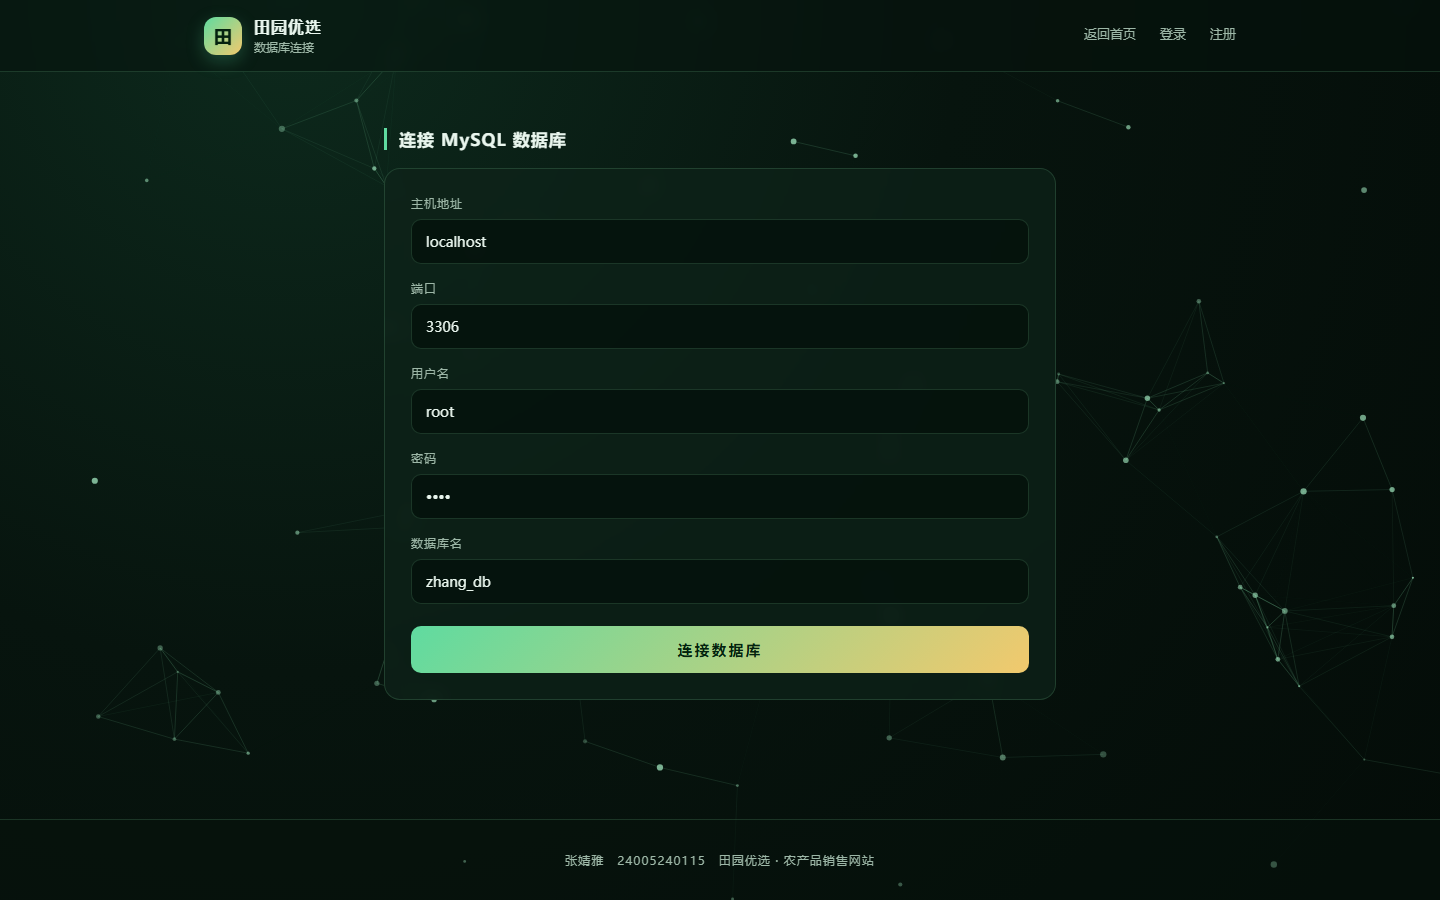 田
田园优选
数据库连接
返回首页 登录 注册
连接 MySQL 数据库
主机地址
localhost
端口
3306
用户名
root
密码
••••
数据库名
zhang_db
连接数据库
张婧雅 24005240115 田园优选 · 农产品销售网站